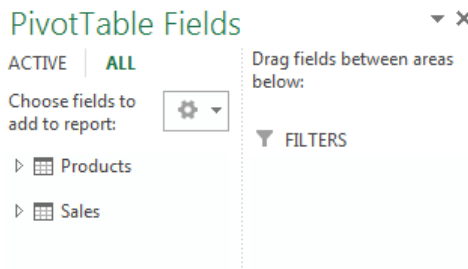 PivotTable Fields
ACTIVE ALL
Choose fields to
add to report:
Products
Sales
Drag fields between areas
below:
FILTERS